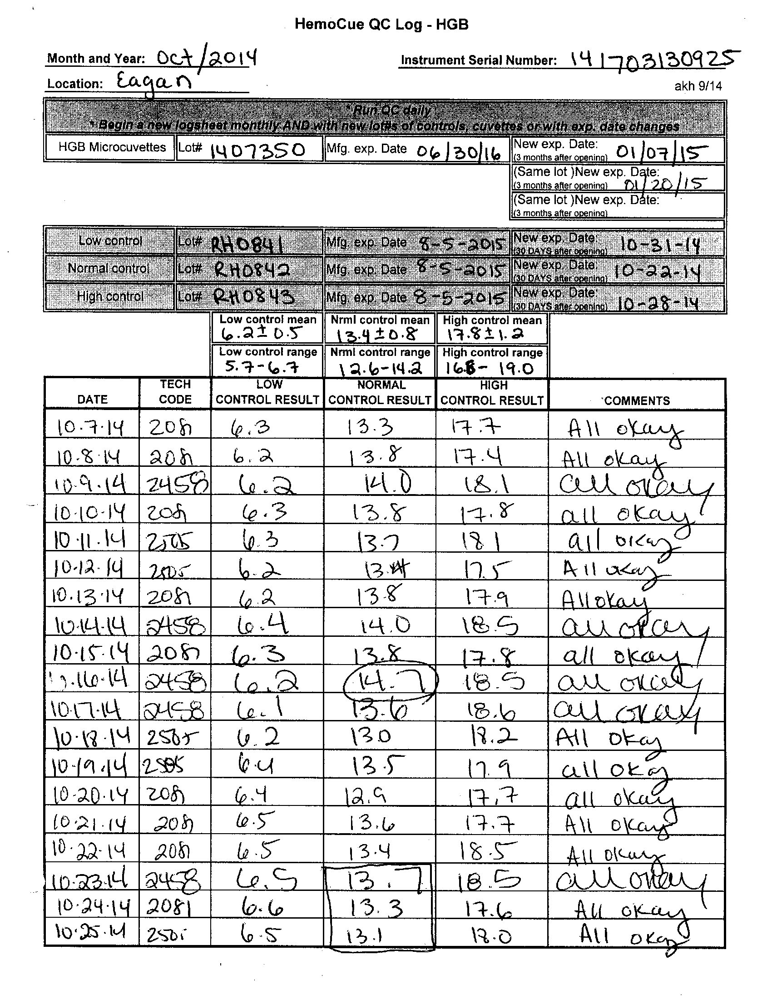 HemoCue QC Log - HGB
Month and Year: Oct/2014 Instrument Serial Number: 141703130925
Location: Eagan akh 9/14
* Run QC daily
* Begin a new logsheet monthly AND with new lot#s of controls, cuvettes or with exp. date changes
HGB Microcuvettes Lot# 1407350 Mfg. exp. Date 06/30/16 New exp. Date: 01/07/15
(3 months after opening)
(Same lot )New exp. Date: 01/20/15
(3 months after opening)
(Same lot )New exp. Date:
(3 months after opening)
Low control Lot# RH0841 Mfg. exp. Date 8-5-2015 New exp. Date: 10-31-14
(30 DAYS after opening)
Normal control Lot# RH0842 Mfg. exp. Date 8-5-2015 New exp. Date: 10-22-14
(30 DAYS after opening)
High control Lot# RH0843 Mfg. exp. Date 8-5-2015 New exp. Date: 10-28-14
(30 DAYS after opening)
Low control mean Nrml control mean High control mean
6.2± 0.5 13.4±0.8 17.8±1.2
Low control range Nrml control range High control range
5.7-6.7 12.6-14.2 - 19.0
DATE TECH CODE LOW CONTROL RESULT NORMAL CONTROL RESULT HIGH CONTROL RESULT COMMENTS
10.7.14 2081 6.3 13.3 17.7 All okay
10.8.14 2081 6.2 13.8 17.4 All okay
10.9.14 2458 6.2 14.0 18.1 all okay
10.10.14 2081 6.3 13.8 17.8 all okay
10.11.14 2505 6.3 13.7 18.1 all okay
10.12.14 2505 6.2 17.5 All okay
10.13.14 2081 6.2 13.8 17.9 All okay
10.14.14 2458 6.4 14.0 18.5 all okay
10.15.14 2081 6.3 13.8 17.8 all okay
10.16.14 2458 6.2 14.7 18.5 all okay
10.17.14 2458 6.1 13.6 18.6 all okay
10.18.14 2505 6.2 13.0 18.2 All okay
10.19.14 2505 6.4 13.5 17.9 all okay
10.20.14 2081 6.4 12.9 17.7 all okay
10.21.14 2081 6.5 13.6 17.7 All okay
10.22.14 2081 6.5 13.4 18.5 All okay
10.23.14 2458 6.5 13.7 18.5 all okay
10.24.14 2081 6.6 13.3 17.6 All okay
10.25.14 2505 6.5 13.1 18.0 All okay